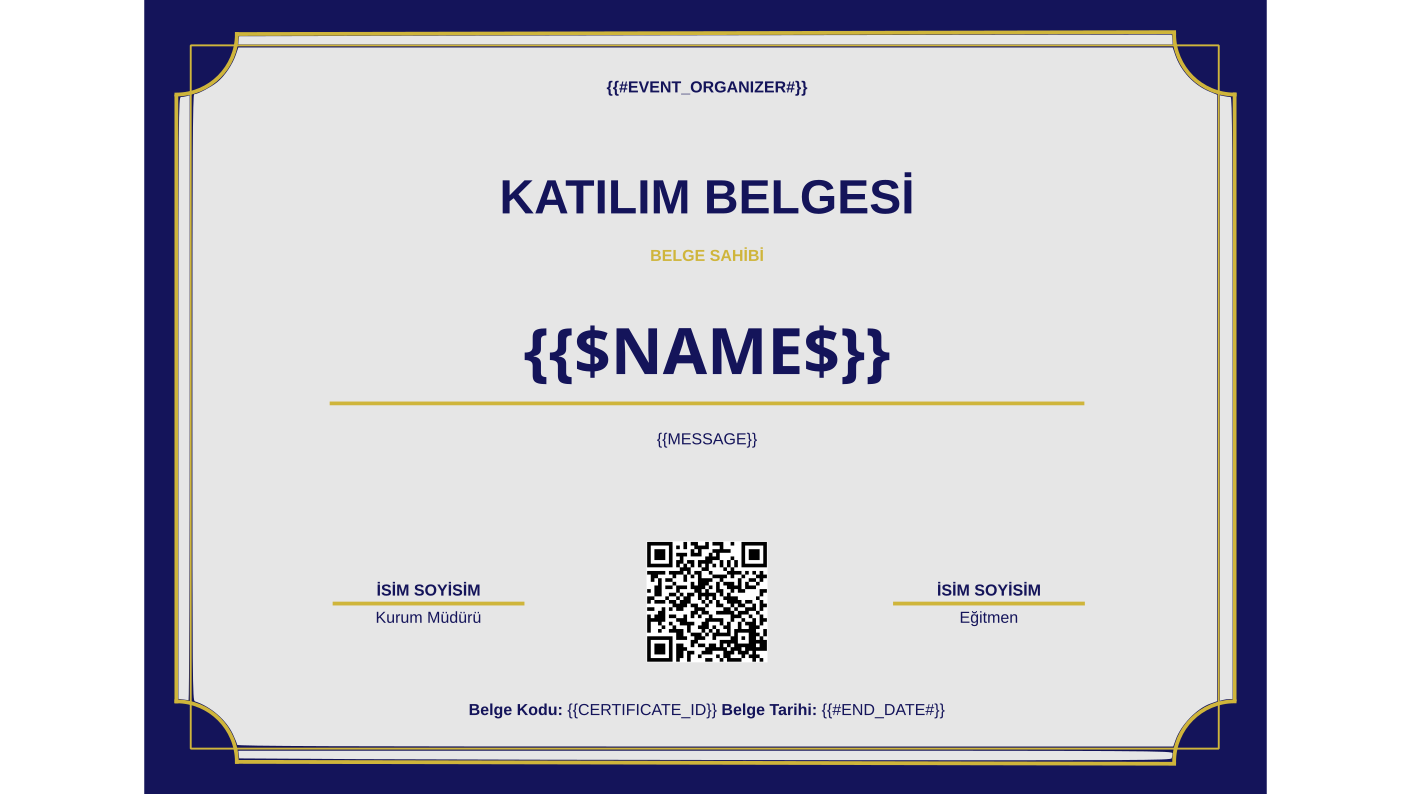 {{#EVENT_ORGANIZER#}}
KATILIM BELGESİ
BELGE SAHİBİ
{{$NAME$}}
{{MESSAGE}}
İSİM SOYİSİM
Kurum Müdürü
İSİM SOYİSİM
Eğitmen
Belge Kodu: {{CERTIFICATE_ID}} Belge Tarihi: {{#END_DATE#}}